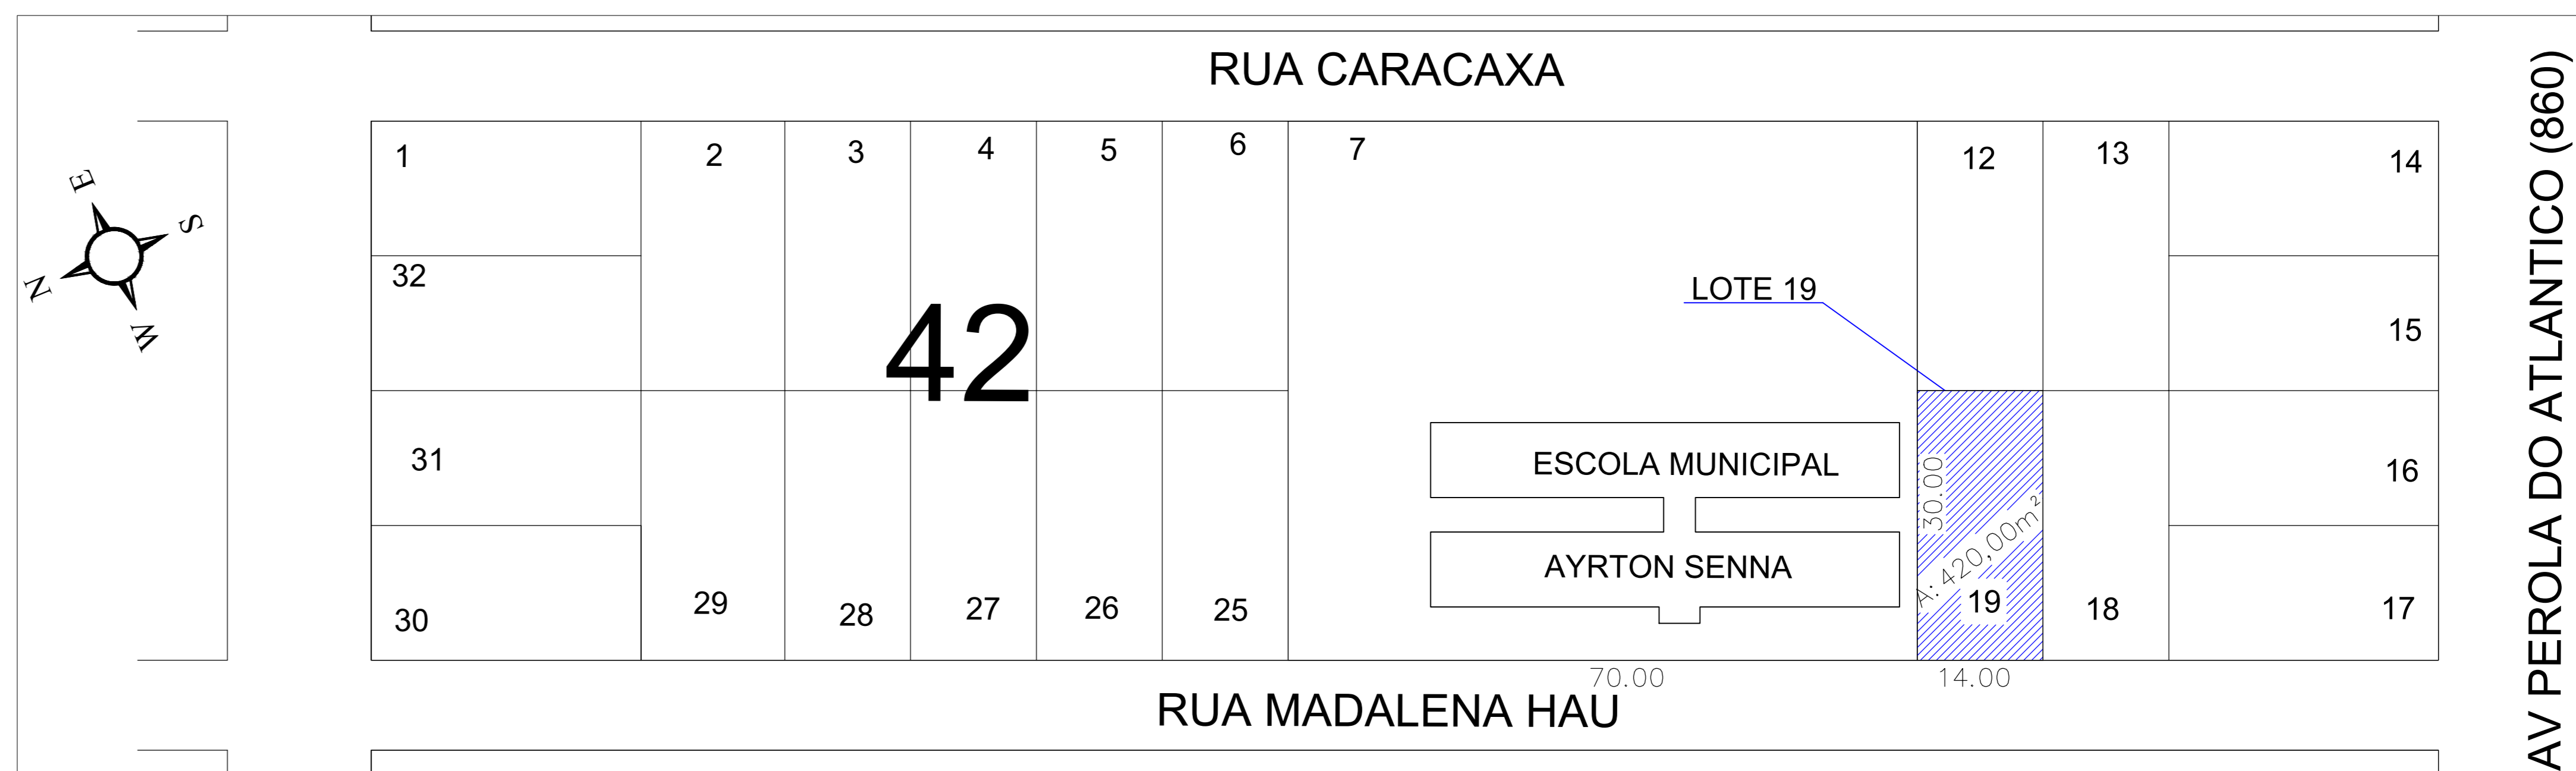 RUA CARACAXA
AV PEROLA DO ATLANTICO (860)
1
2
3
4
5
6
7
12
13
14
E
S
N
W
32
42
LOTE 19
15
31
ESCOLA MUNICIPAL
30.00
16
A: 420,00m²
AYRTON SENNA
30
29
28
27
26
25
19
18
17
70.00
14.00
RUA MADALENA HAU